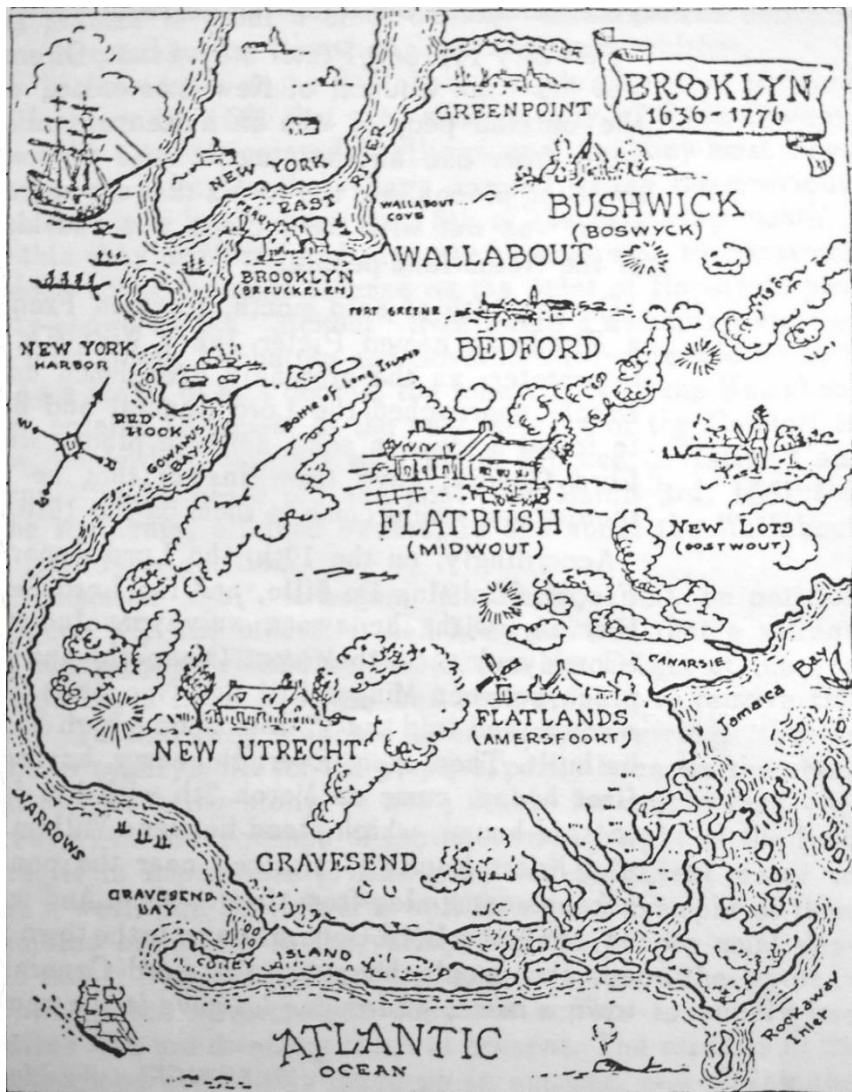 BROOKLYN
1636 - 1776
GREENPOINT
NEW YORK
EAST RIVER
WALLABOUT
COVE
BUSHWICK
(BOSWYCK)
WALLABOUT
BROOKLYN
(BREUCKELEN)
FORT GREENE
BEDFORD
NEW YORK
HARBOR
RED
HOOK
GOWANUS
BAY
FLATBUSH
(MIDWOUT)
NEW LOTS
(OOSTWOUT)
CANARSIE
Jamaica Bay
FLATLANDS
(AMERSFOORT)
NEW UTRECHT
NARROWS
GRAVESEND
GRAVESEND
BAY
CONEY ISLAND
Rockaway
Inlet
ATLANTIC
OCEAN